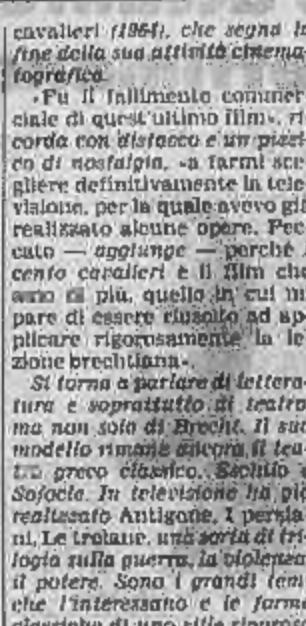 cavalieri (1964), che segna la
fine della sua attività cinema-
tografica.
«Fu il fallimento commer-
ciale di quest'ultimo film», ri-
corda con distacco e un pizzi-
co di nostalgia, «a farmi sce-
gliere definitivamente la tele-
visione, per la quale avevo già
realizzato alcune opere. Pec-
cato — aggiunge — perché I
cento cavalieri è il film che
amo di più, quello in cui mi
pare di essere riuscito ad ap-
plicare rigorosamente la le-
zione brechtiana».
Si torna a parlare di lettera-
tura e soprattutto di teatro
ma non solo di Brecht. Il suo
modello rimane ancora il tea-
tro greco classico, Eschilo e
Sofocle. In televisione ha già
realizzato Antigone, I persia-
ni, Le troiane, una sorta di tri-
logia sulla guerra, la violenza
il potere. Sono i grandi temi
che l'interessano e le forme
classiche di uno stile